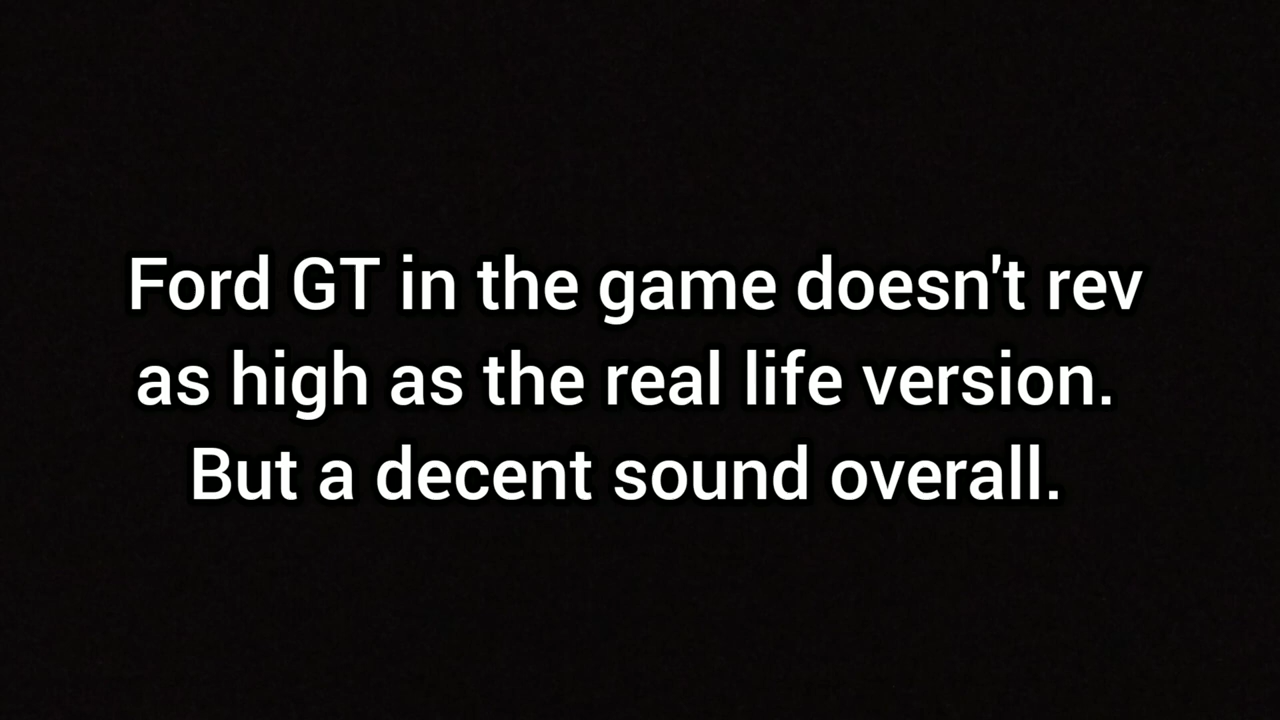 Ford GT in the game doesn't rev
as high as the real life version.
But a decent sound overall.